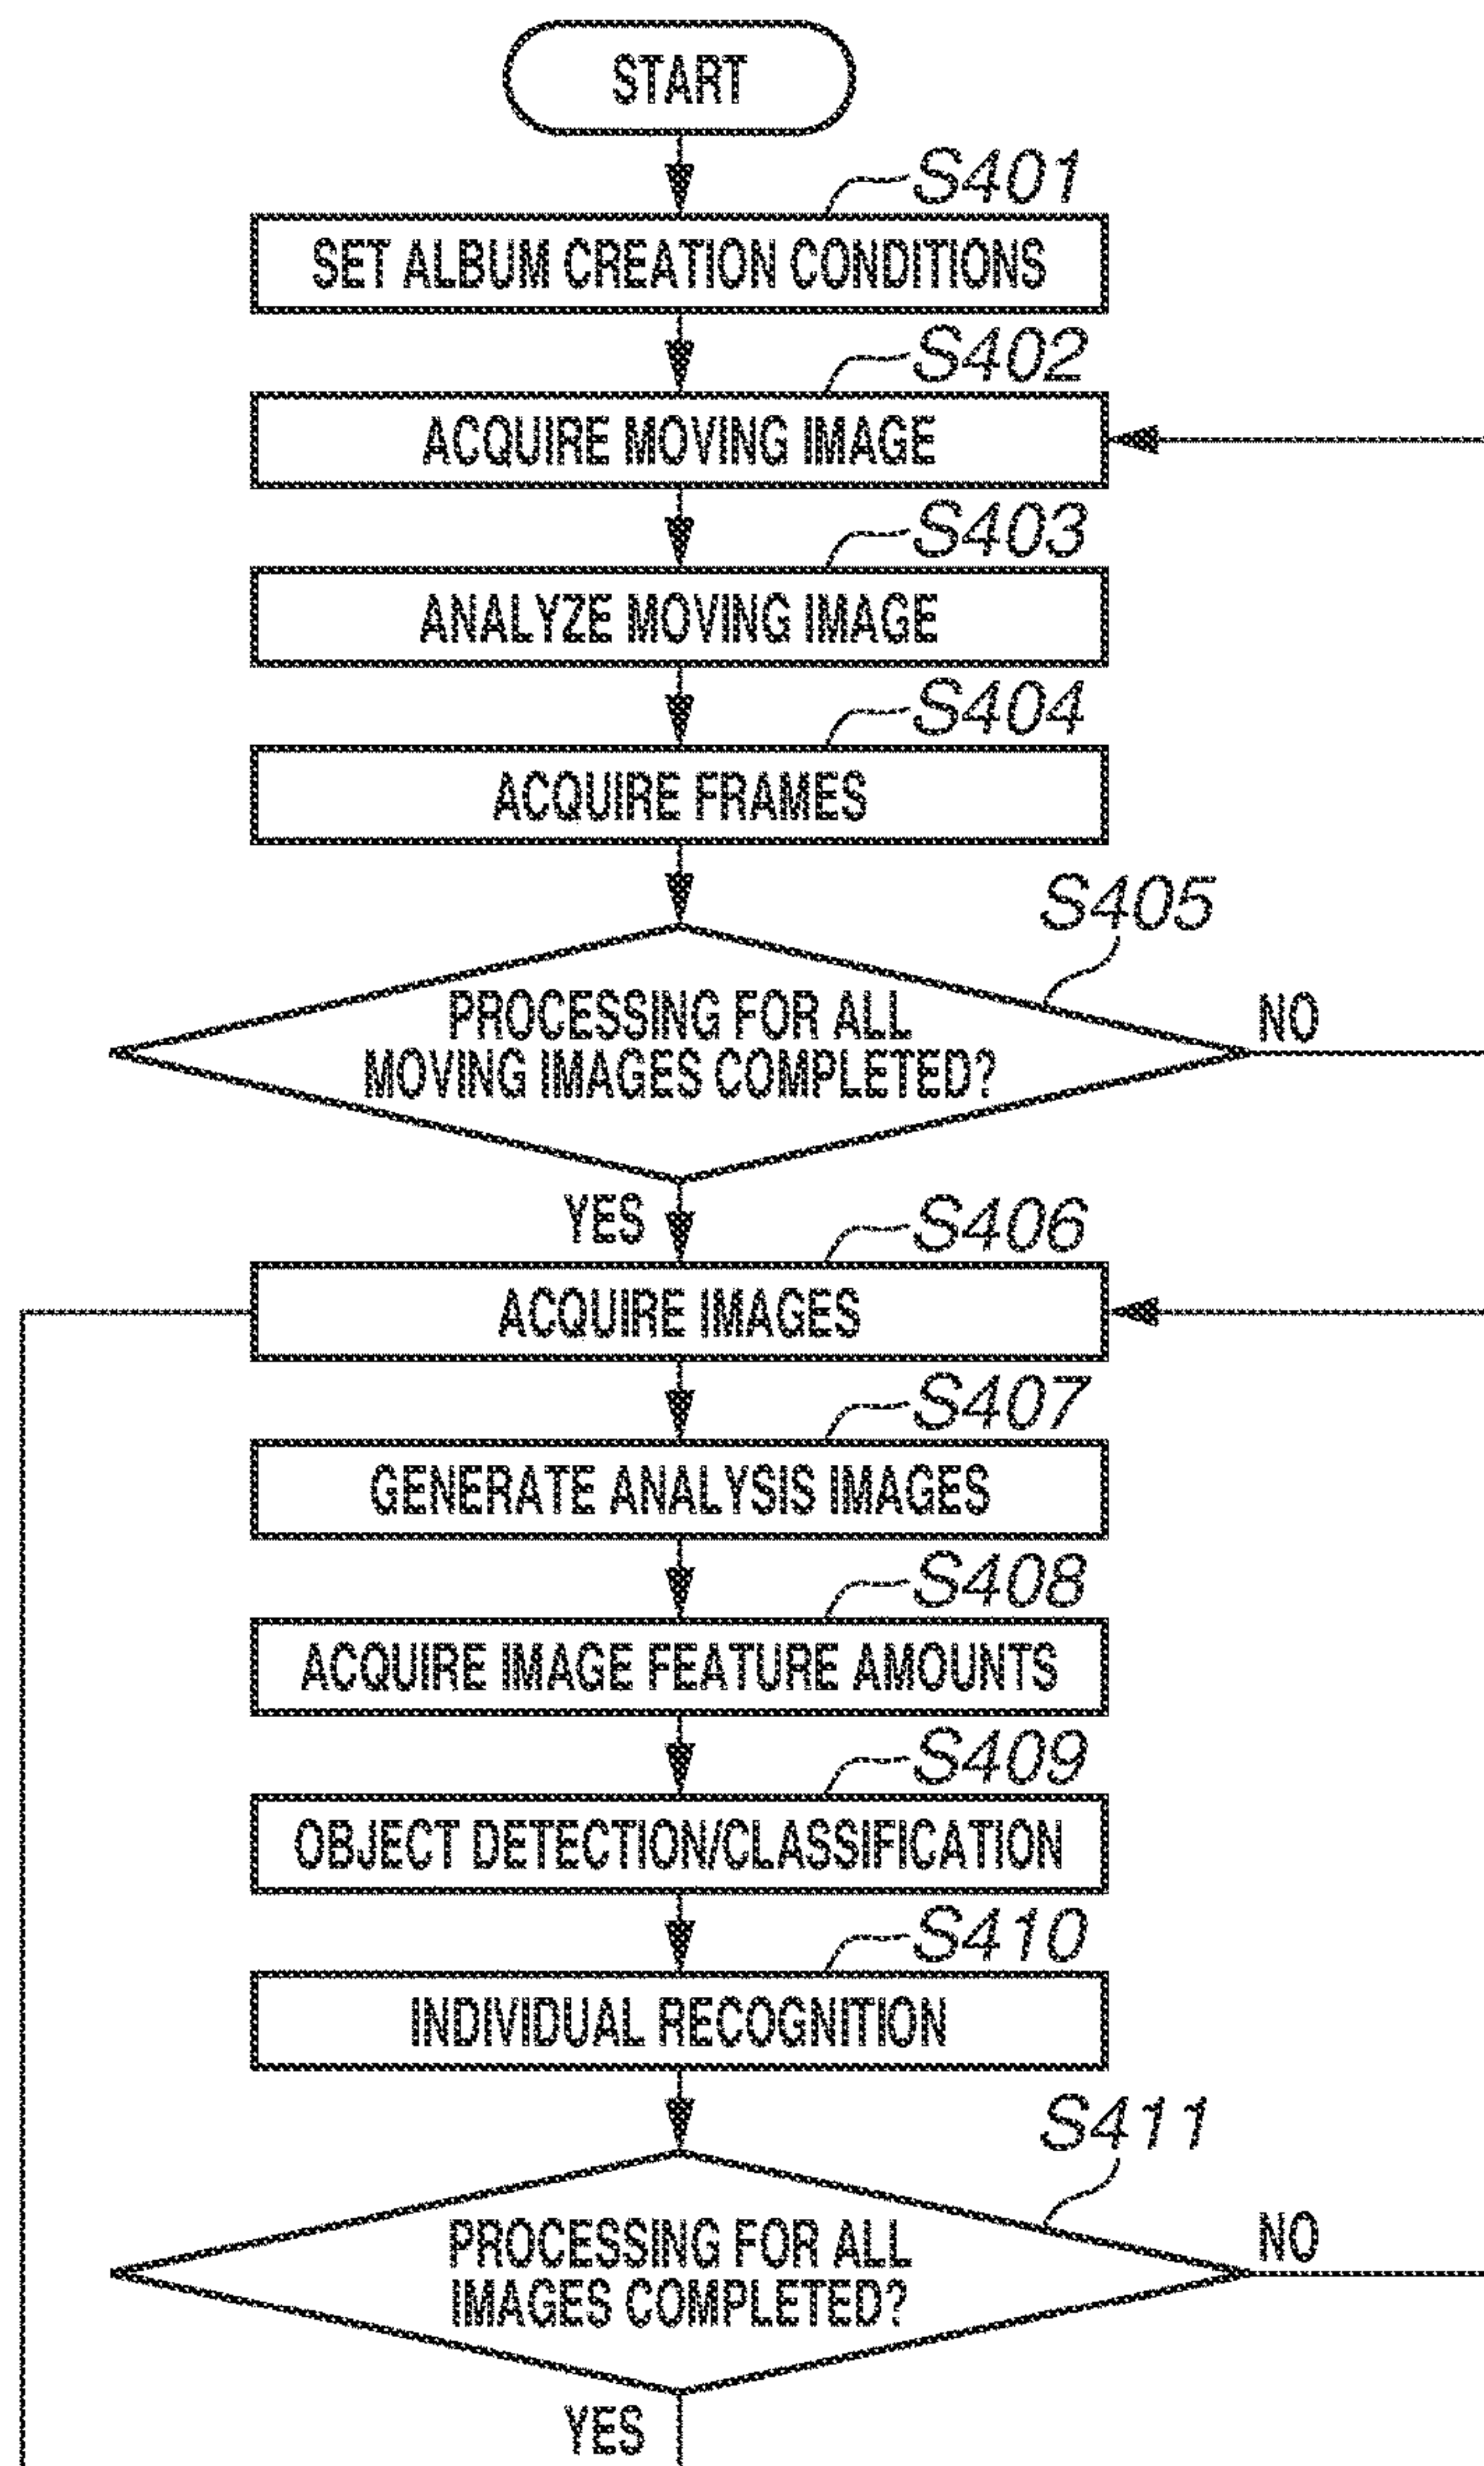 START
S401
SET ALBUM CREATION CONDITIONS
S402
ACQUIRE MOVING IMAGE
S403
ANALYZE MOVING IMAGE
S404
ACQUIRE FRAMES
S405
PROCESSING FOR ALL
MOVING IMAGES COMPLETED?
NO
YES
S406
ACQUIRE IMAGES
S407
GENERATE ANALYSIS IMAGES
S408
ACQUIRE IMAGE FEATURE AMOUNTS
S409
OBJECT DETECTION/CLASSIFICATION
S410
INDIVIDUAL RECOGNITION
S411
PROCESSING FOR ALL
IMAGES COMPLETED?
NO
YES